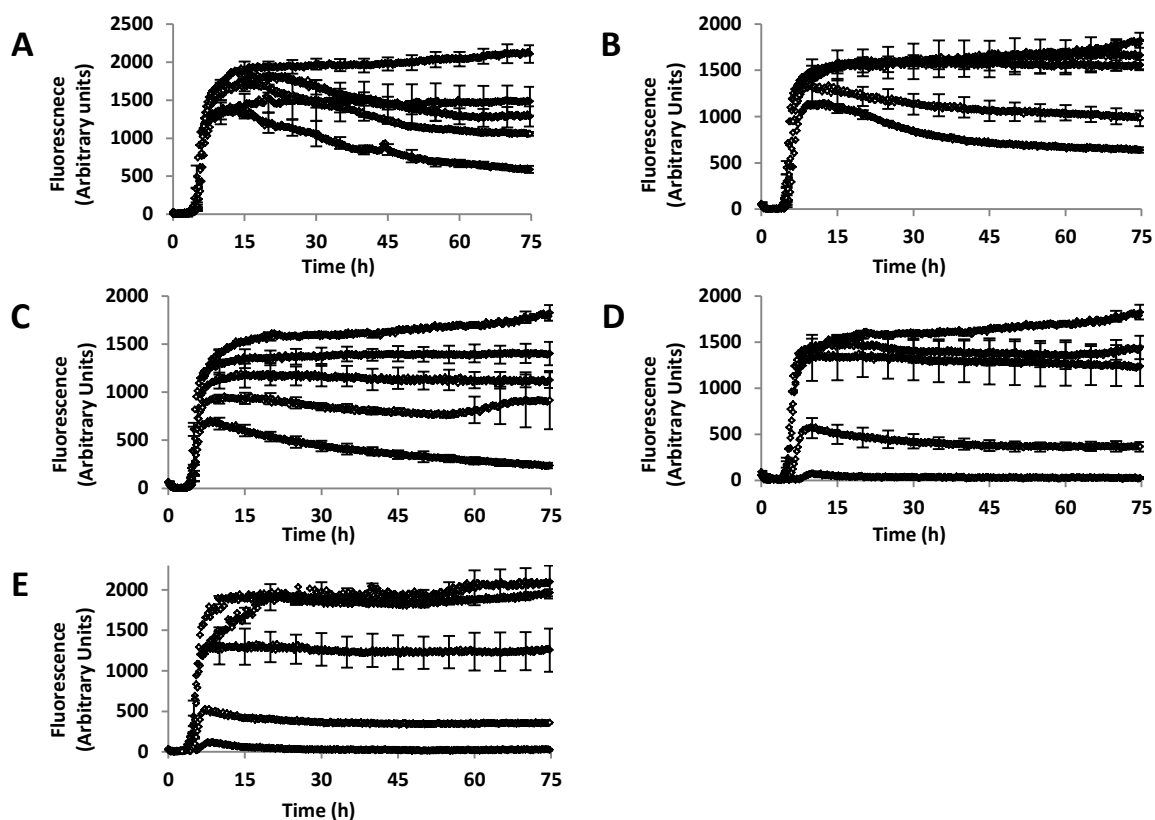 A
Fluorescnece
(Arbitrary units)
2500
2000
1500
1000
500
0
0 15 30 45 60 75
Time (h)
B
Fluorescence
(Arbitrary Units)
2000
1500
1000
500
0
0 15 30 45 60 75
Time (h)
C
Fluorescence
(Arbitrary Units)
2000
1500
1000
500
0
0 15 30 45 60 75
Time (h)
D
Fluorescence
(Arbitrary Units)
2000
1500
1000
500
0
0 15 30 45 60 75
Time (h)
E
Fluorescence
(Arbitrary Units)
2000
1500
1000
500
0
0 15 30 45 60 75
Time (h)